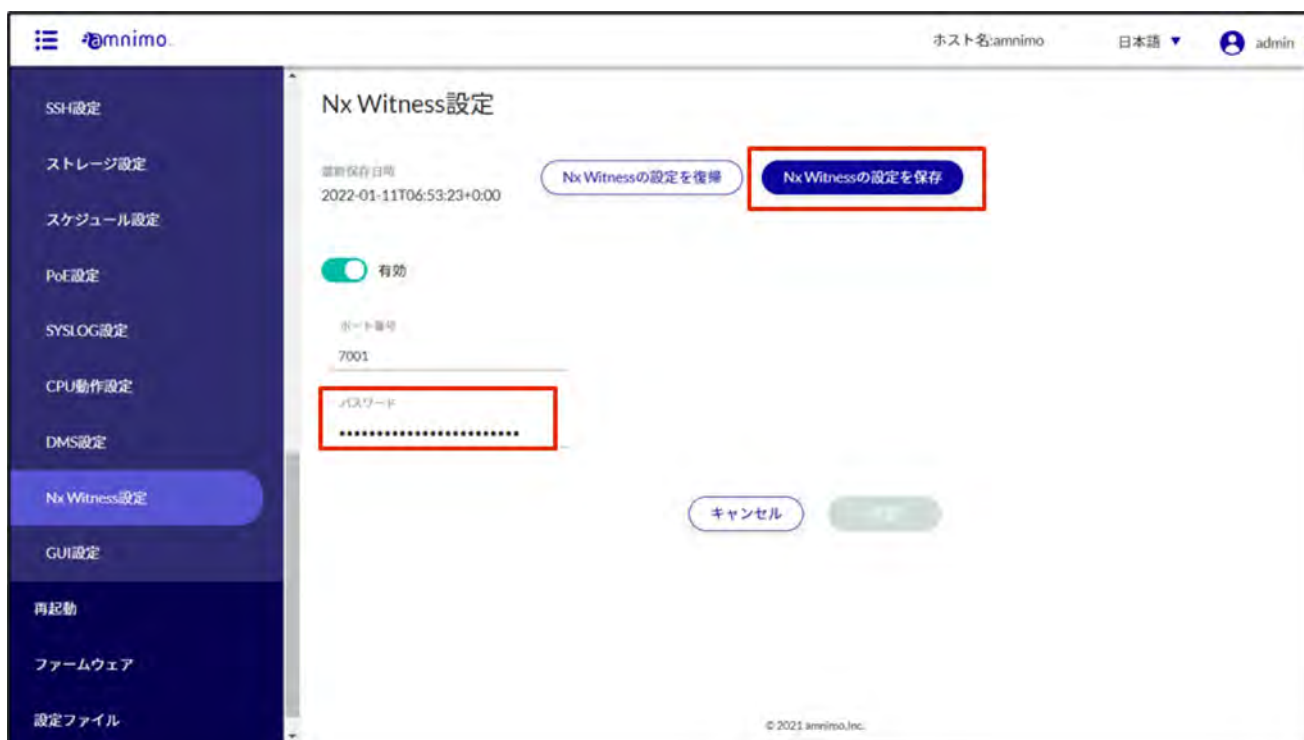 amnimo
ホスト名:amnimo
日本語 ▼
admin
SSH設定
ストレージ設定
スケジュール設定
PoE設定
SYSLOG設定
CPU動作設定
DMS設定
Nx Witness設定
GUI設定
再起動
ファームウェア
設定ファイル
Nx Witness設定
最新保存日時
2022-01-11T06:53:23+0:00
Nx Witnessの設定を復帰
Nx Witnessの設定を保存
有効
ポート番号
7001
パスワード
キャンセル
© 2021 amnimo,Inc.